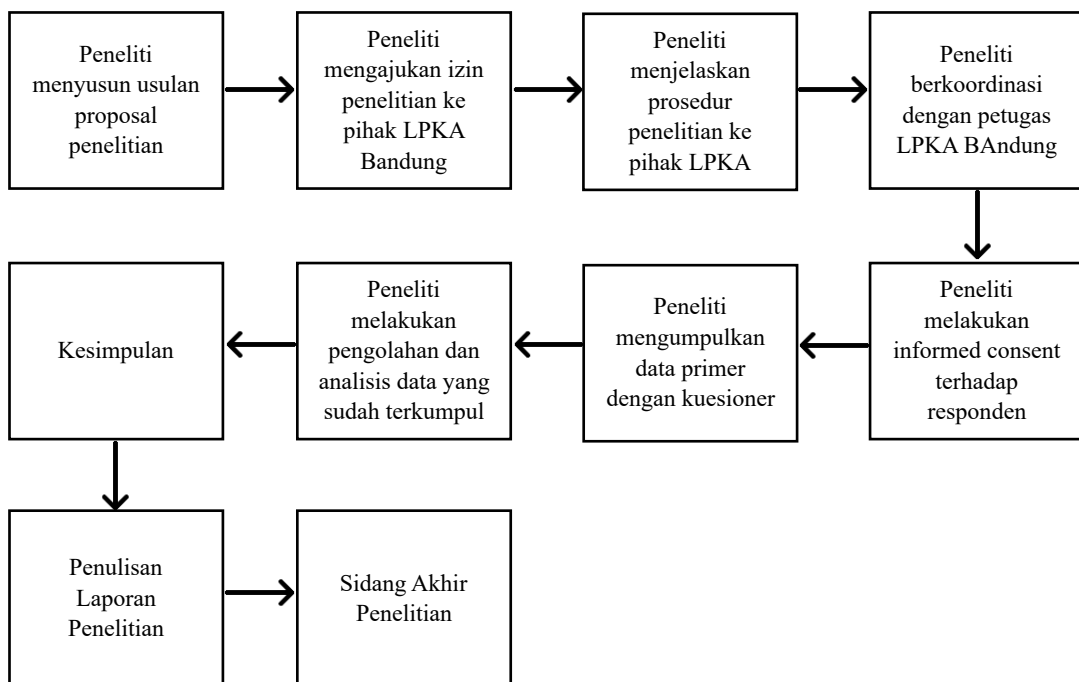 Peneliti
menyusun usulan
proposal
penelitian
Peneliti
mengajukan izin
penelitian ke
pihak LPKA
Bandung
Peneliti
menjelaskan
prosedur
penelitian ke
pihak LPKA
Peneliti
berkoordinasi
dengan petugas
LPKA BAndung
Peneliti
melakukan
informed consent
terhadap
responden
Peneliti
mengumpulkan
data primer
dengan kuesioner
Peneliti
melakukan
pengolahan dan
analisis data yang
sudah terkumpul
Kesimpulan
Penulisan
Laporan
Penelitian
Sidang Akhir
Penelitian